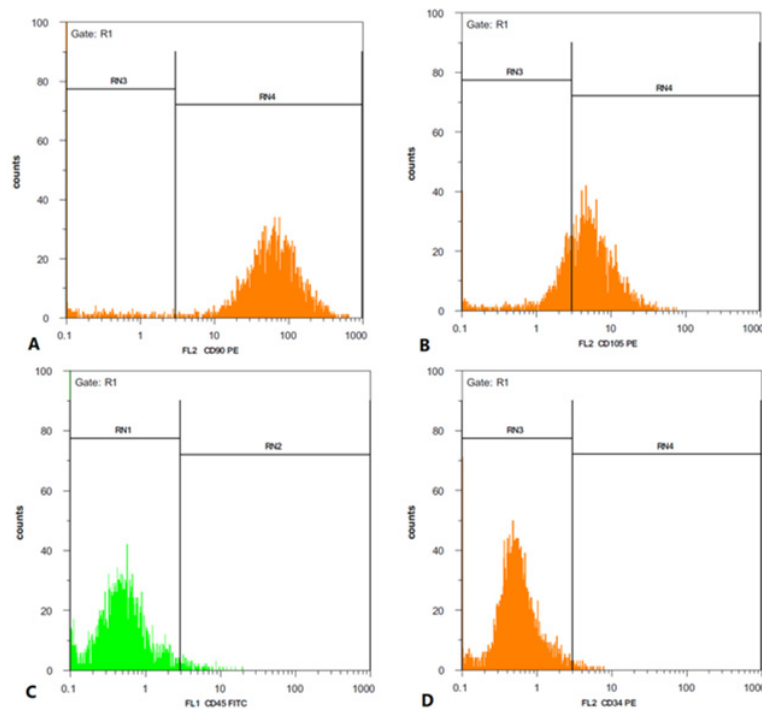 100
Gate: R1
RN3
80
RN4
60
counts
40
20
0
0.1 1 10 100 1000
A
FL2 CD90 PE
100
Gate: R1
80
RN3
RN4
60
counts
40
20
0
0.1 1 10 100 1000
B
FL2 CD105 PE
100
Gate: R1
80
RN1
RN2
60
counts
40
20
0
0.1 1 10 100 1000
C
FL1 CD45 FITC
100
Gate: R1
80
RN3
RN4
60
counts
40
20
0
0.1 1 10 100 1000
D
FL2 CD34 PE